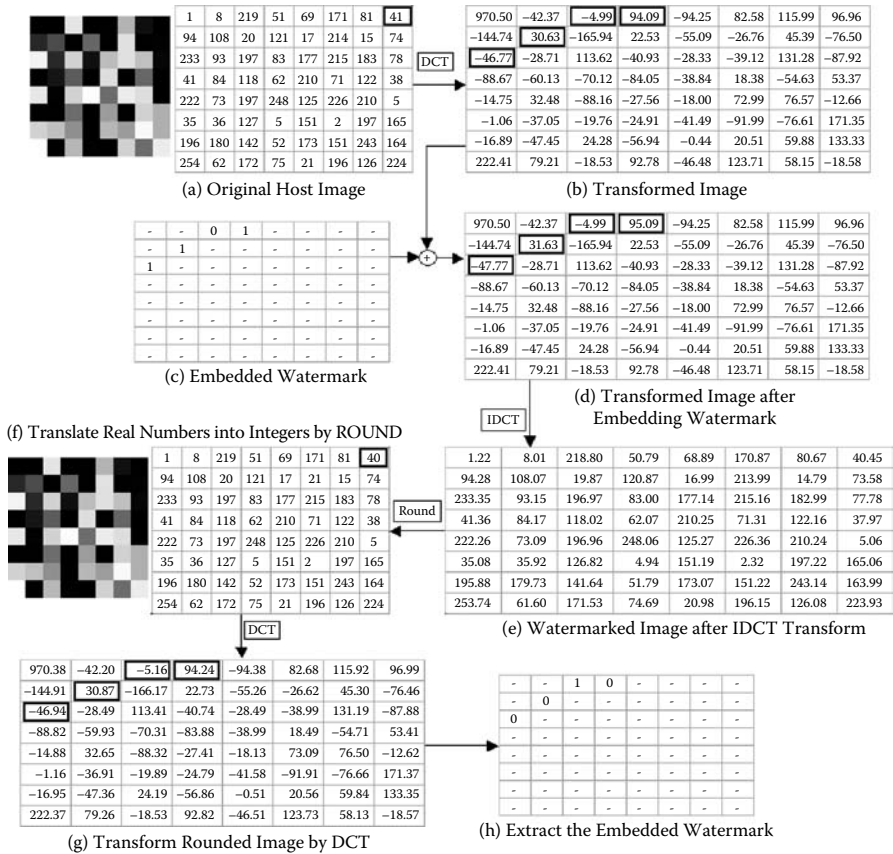 1 8 219 51 69 171 81 41
94 108 20 121 17 214 15 74
233 93 197 83 177 215 183 78
41 84 118 62 210 71 122 38
222 73 197 248 125 226 210 5
35 36 127 5 151 2 197 165
196 180 142 52 173 151 243 164
254 62 172 75 21 196 126 224
(a) Original Host Image
DCT
970.50 −42.37 −4.99 94.09 −94.25 82.58 115.99 96.96
−144.74 30.63 −165.94 22.53 −55.09 −26.76 45.39 −76.50
−46.77 −28.71 113.62 −40.93 −28.33 −39.12 131.28 −87.92
−88.67 −60.13 −70.12 −84.05 −38.84 18.38 −54.63 53.37
−14.75 32.48 −88.16 −27.56 −18.00 72.99 76.57 −12.66
−1.06 −37.05 −19.76 −24.91 −41.49 −91.99 −76.61 171.35
−16.89 −47.45 24.28 −56.94 −0.44 20.51 59.88 133.33
222.41 79.21 −18.53 92.78 −46.48 123.71 58.15 −18.58
(b) Transformed Image
- - 0 1 - - - -
- 1 - - - - - -
1 - - - - - - -
- - - - - - - -
- - - - - - - -
- - - - - - - -
- - - - - - - -
- - - - - - - -
(c) Embedded Watermark
+
970.50 −42.37 −4.99 95.09 −94.25 82.58 115.99 96.96
−144.74 31.63 −165.94 22.53 −55.09 −26.76 45.39 −76.50
−47.77 −28.71 113.62 −40.93 −28.33 −39.12 131.28 −87.92
−88.67 −60.13 −70.12 −84.05 −38.84 18.38 −54.63 53.37
−14.75 32.48 −88.16 −27.56 −18.00 72.99 76.57 −12.66
−1.06 −37.05 −19.76 −24.91 −41.49 −91.99 −76.61 171.35
−16.89 −47.45 24.28 −56.94 −0.44 20.51 59.88 133.33
222.41 79.21 −18.53 92.78 −46.48 123.71 58.15 −18.58
(d) Transformed Image after
Embedding Watermark
IDCT
(f) Translate Real Numbers into Integers by ROUND
1 8 219 51 69 171 81 40
94 108 20 121 17 21 15 74
233 93 197 83 177 215 183 78
41 84 118 62 210 71 122 38
222 73 197 248 125 226 210 5
35 36 127 5 151 2 197 165
196 180 142 52 173 151 243 164
254 62 172 75 21 196 126 224
Round
1.22 8.01 218.80 50.79 68.89 170.87 80.67 40.45
94.28 108.07 19.87 120.87 16.99 213.99 14.79 73.58
233.35 93.15 196.97 83.00 177.14 215.16 182.99 77.78
41.36 84.17 118.02 62.07 210.25 71.31 122.16 37.97
222.26 73.09 196.96 248.06 125.27 226.36 210.24 5.06
35.08 35.92 126.82 4.94 151.19 2.32 197.22 165.06
195.88 179.73 141.64 51.79 173.07 151.22 243.14 163.99
253.74 61.60 171.53 74.69 20.98 196.15 126.08 223.93
(e) Watermarked Image after IDCT Transform
DCT
970.38 −42.20 −5.16 94.24 −94.38 82.68 115.92 96.99
−144.91 30.87 −166.17 22.73 −55.26 −26.62 45.30 −76.46
−46.94 −28.49 113.41 −40.74 −28.49 −38.99 131.19 −87.88
−88.82 −59.93 −70.31 −83.88 −38.99 18.49 −54.71 53.41
−14.88 32.65 −88.32 −27.41 −18.13 73.09 76.50 −12.62
−1.16 −36.91 −19.89 −24.79 −41.58 −91.91 −76.66 171.37
−16.95 −47.36 24.19 −56.86 −0.51 20.56 59.84 133.35
222.37 79.26 −18.53 92.82 −46.51 123.73 58.13 −18.57
(g) Transform Rounded Image by DCT
- - 1 0 - - - -
- 0 - - - - - -
0 - - - - - - -
- - - - - - - -
- - - - - - - -
- - - - - - - -
- - - - - - - -
- - - - - - - -
(h) Extract the Embedded Watermark